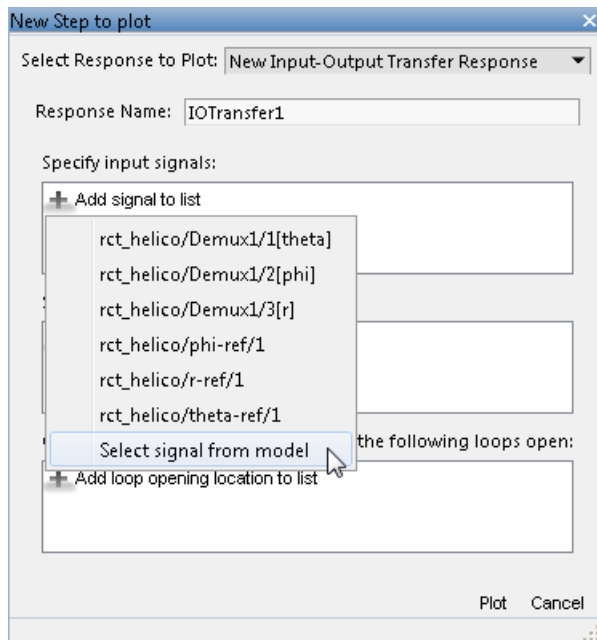 New Step to plot
Select Response to Plot: New Input-Output Transfer Response
Response Name: IOTransfer1
Specify input signals:
Add signal to list
rct_helico/Demux1/1[theta]
rct_helico/Demux1/2[phi]
rct_helico/Demux1/3[r]
rct_helico/phi-ref/1
rct_helico/r-ref/1
rct_helico/theta-ref/1
Select signal from model
the following loops open:
Add loop opening location to list
Plot Cancel